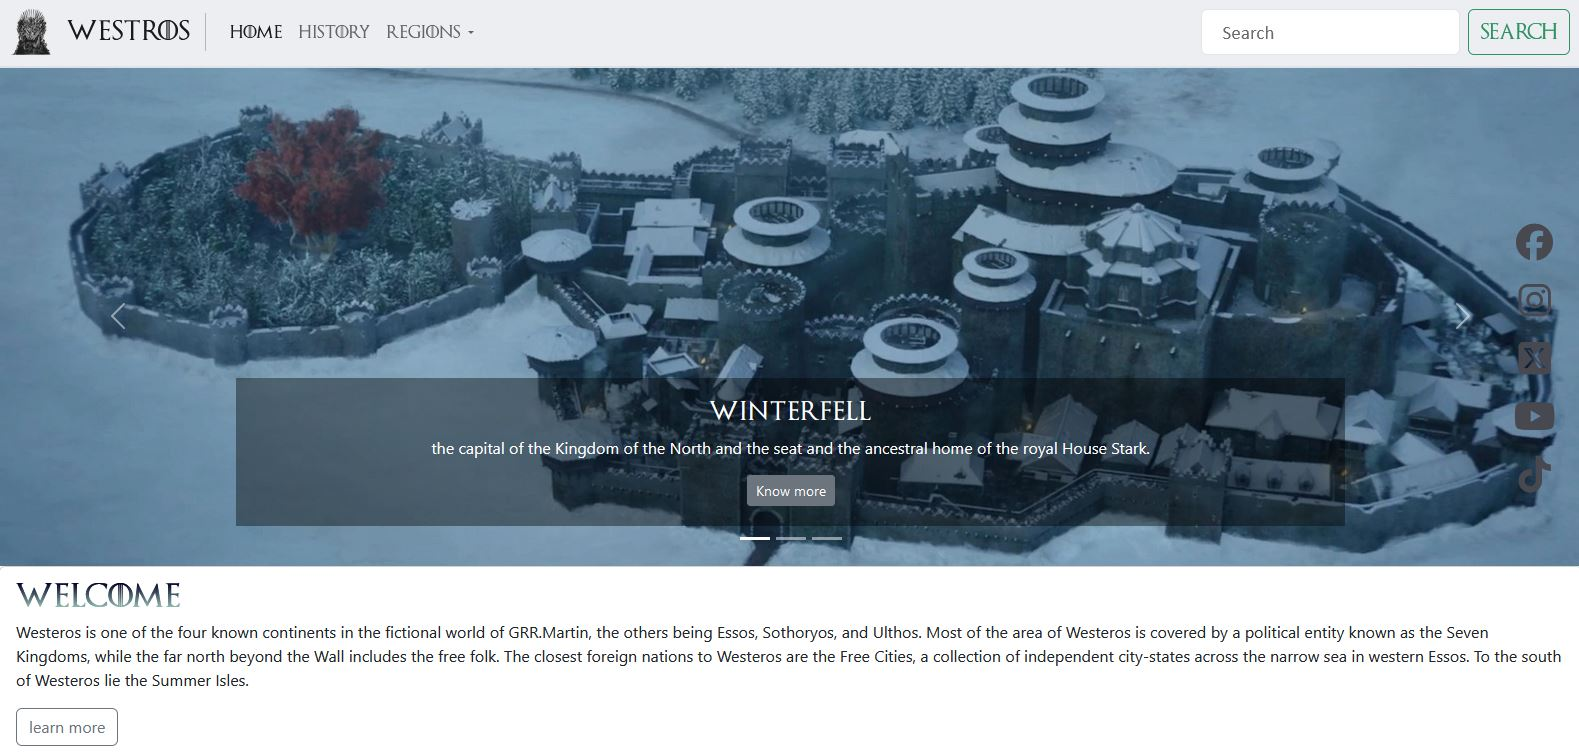 WESTROS
HOME HISTORY REGIONS
Search
SEARCH
WINTERFELL
the capital of the Kingdom of the North and the seat and the ancestral home of the royal House Stark.
Know more
WELCOME
Westeros is one of the four known continents in the fictional world of GRR.Martin, the others being Essos, Sothoryos, and Ulthos. Most of the area of Westeros is covered by a political entity known as the Seven
Kingdoms, while the far north beyond the Wall includes the free folk. The closest foreign nations to Westeros are the Free Cities, a collection of independent city-states across the narrow sea in western Essos. To the south
of Westeros lie the Summer Isles.
learn more